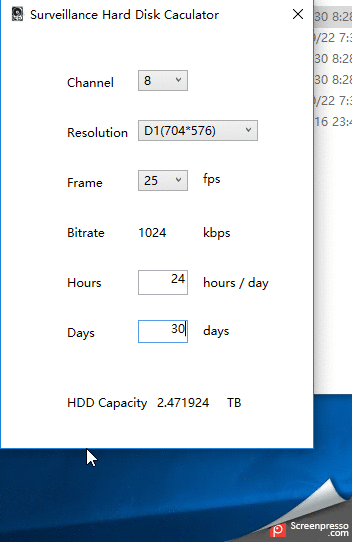 Surveillance Hard Disk Caculator
30 8:28
0/22 7:3
Channel 8
30 8:28
30 8:28
0/22 7:3
16 23:4
Resolution D1(704*576)
Frame 25 fps
Bitrate 1024 kbps
Hours 24 hours / day
Days 30 days
HDD Capacity 2.471924 TB
Screenpresso
.com